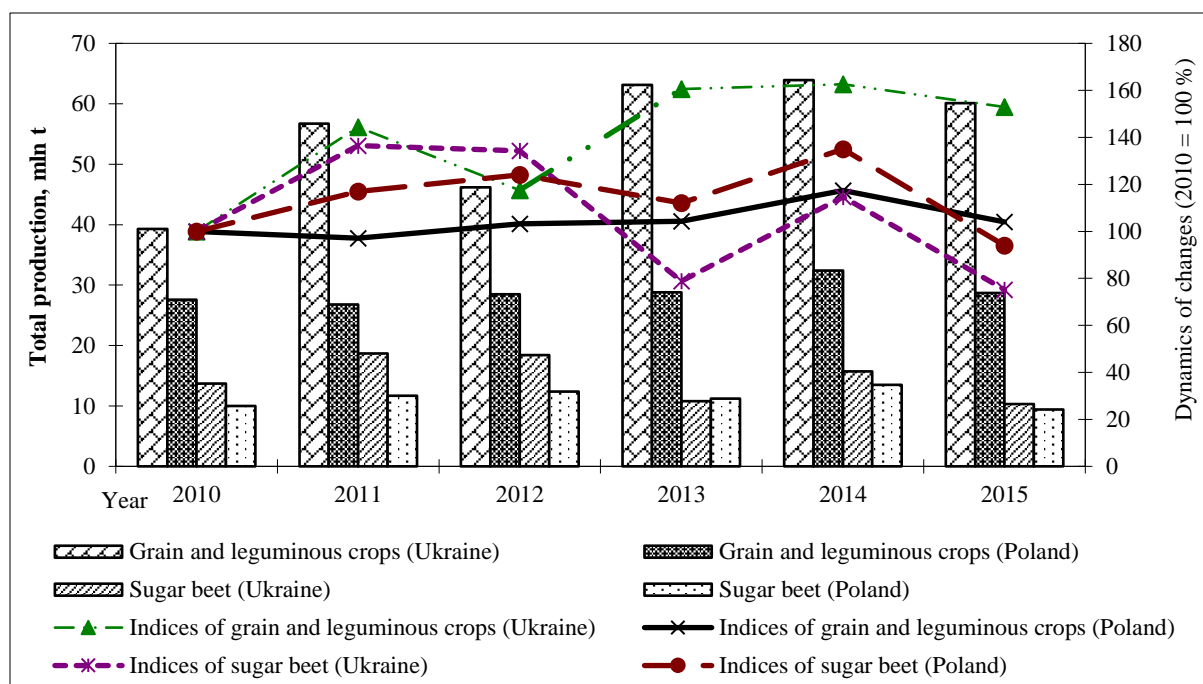 Total production, mln t
70
60
50
40
30
20
10
0
180
160
140
120
100
80
60
40
20
0
Dynamics of changes (2010 = 100 %)
Year 2010 2011 2012 2013 2014 2015
Grain and leguminous crops (Ukraine) Grain and leguminous crops (Poland)
Sugar beet (Ukraine) Sugar beet (Poland)
Indices of grain and leguminous crops (Ukraine) Indices of grain and leguminous crops (Poland)
Indices of sugar beet (Ukraine) Indices of sugar beet (Poland)